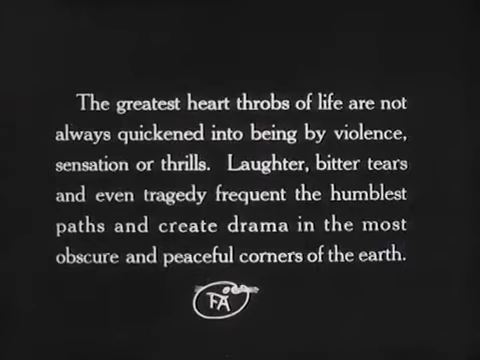 The greatest heart throbs of life are not
always quickened into being by violence,
sensation or thrills. Laughter, bitter tears
and even tragedy frequent the humblest
paths and create drama in the most
obscure and peaceful corners of the earth.
FA